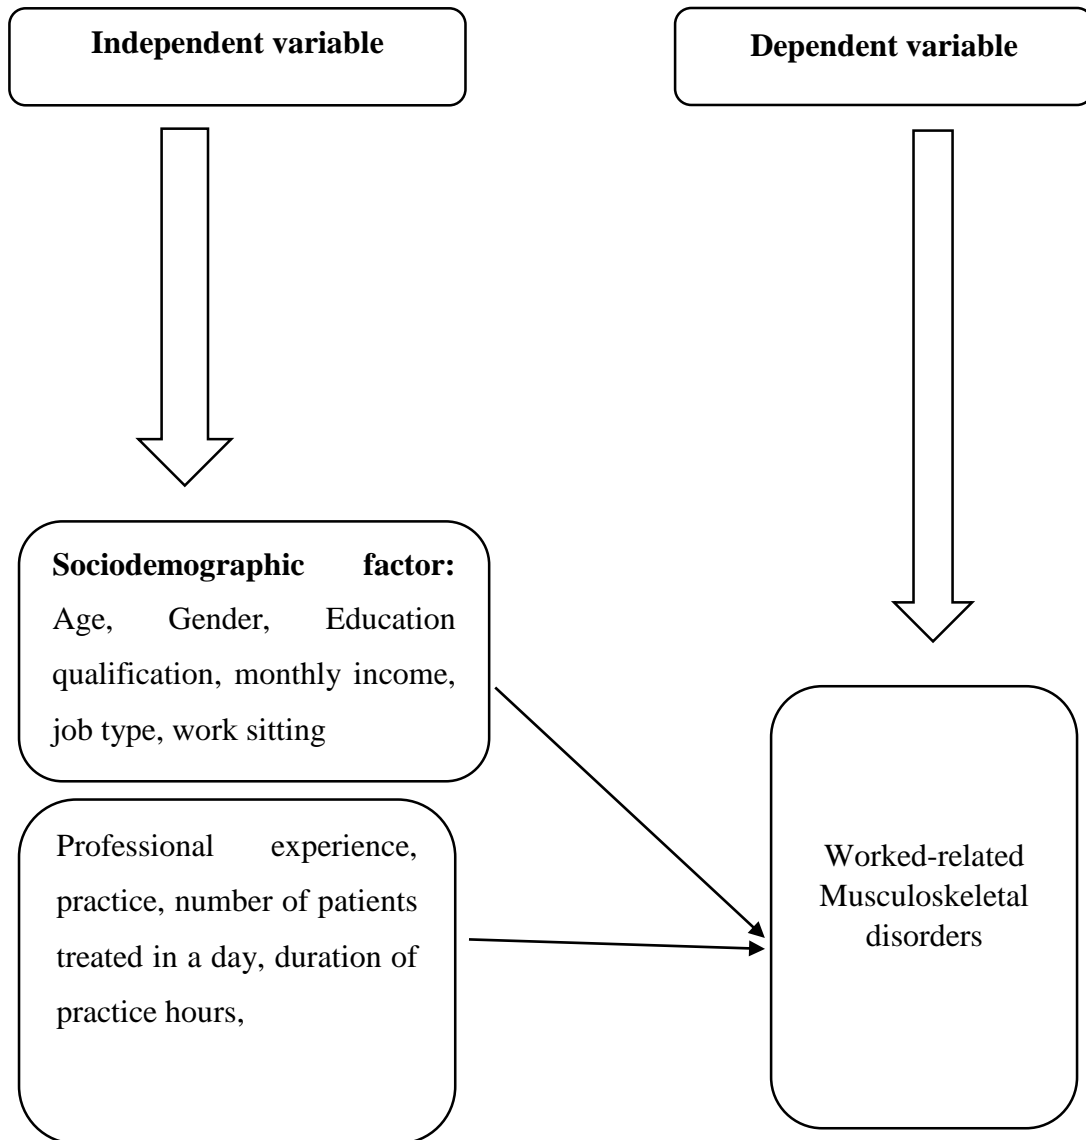 Independent variable
Dependent variable
Sociodemographic factor:
Age, Gender, Education
qualification, monthly income,
job type, work sitting
Professional experience,
practice, number of patients
treated in a day, duration of
practice hours,
Worked-related
Musculoskeletal
disorders